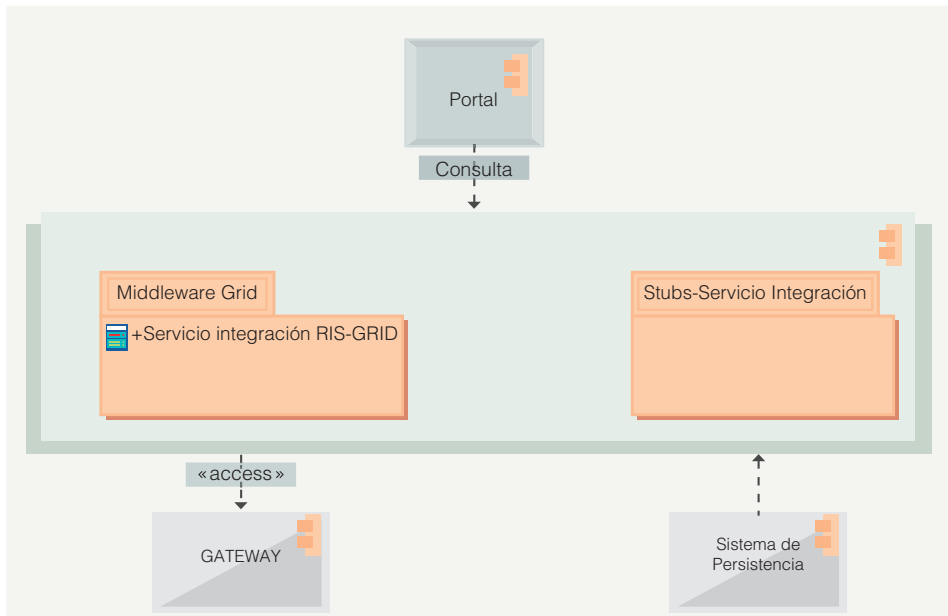 Portal
Consulta
Middleware Grid
+Servicio integración RIS-GRID
Stubs-Servicio Integración
«access»
GATEWAY
Sistema de
Persistencia